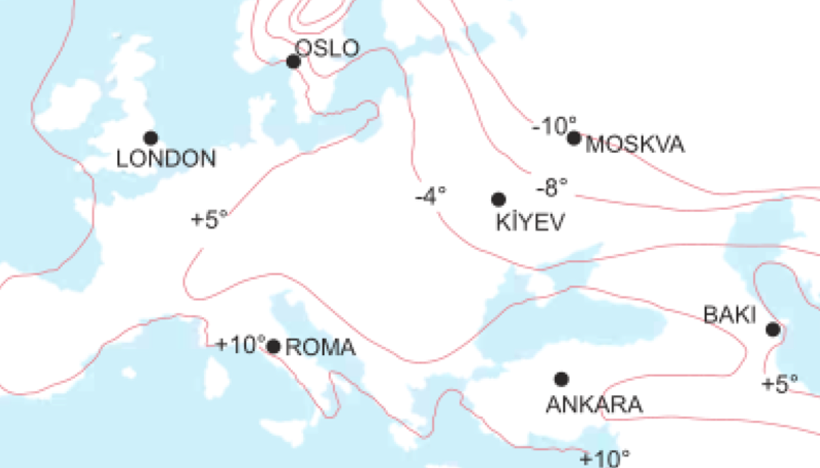 OSLO
-10°
MOSKVA
LONDON
-8°
-4°
+5°
KİYEV
BAKI
+10°
ROMA
+5°
ANKARA
+10°